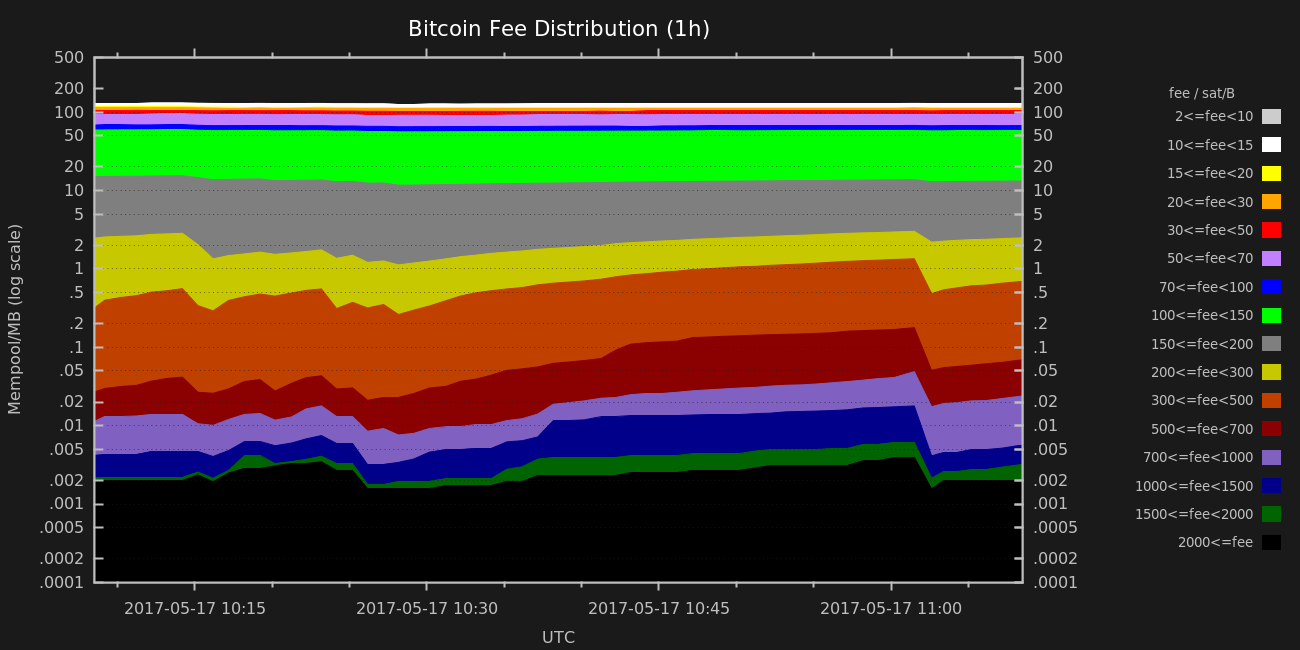 Bitcoin Fee Distribution (1h)
500
200
100
50
20
10
5
2
1
.5
.2
.1
.05
.02
.01
.005
.002
.001
.0005
.0002
.0001
Mempool/MB (log scale)
500
200
100
50
20
10
5
2
1
.5
.2
.1
.05
.02
.01
.005
.002
.001
.0005
.0002
.0001
2017-05-17 10:15
2017-05-17 10:30
2017-05-17 10:45
2017-05-17 11:00
UTC
fee / sat/B
2<=fee<10
10<=fee<15
15<=fee<20
20<=fee<30
30<=fee<50
50<=fee<70
70<=fee<100
100<=fee<150
150<=fee<200
200<=fee<300
300<=fee<500
500<=fee<700
700<=fee<1000
1000<=fee<1500
1500<=fee<2000
2000<=fee